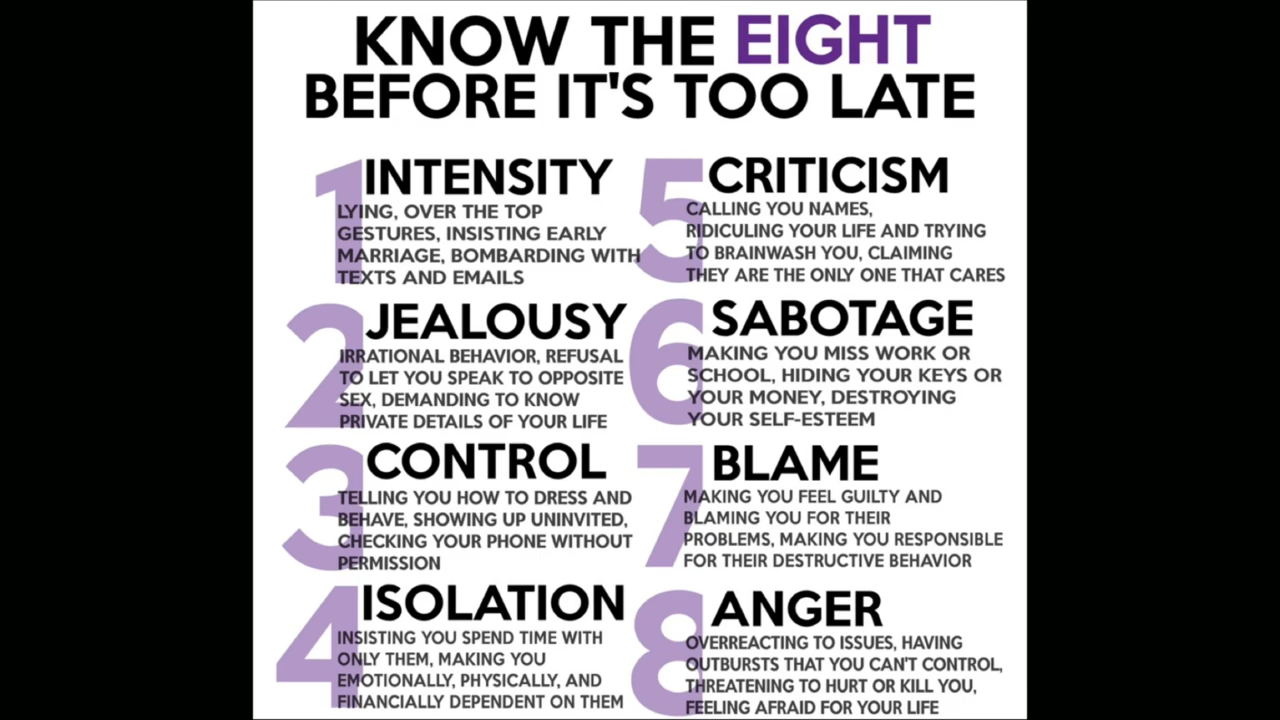 KNOW THE EIGHT
BEFORE IT'S TOO LATE
1 INTENSITY
LYING, OVER THE TOP
GESTURES, INSISTING EARLY
MARRIAGE, BOMBARDING WITH
TEXTS AND EMAILS
2 JEALOUSY
IRRATIONAL BEHAVIOR, REFUSAL
TO LET YOU SPEAK TO OPPOSITE
SEX, DEMANDING TO KNOW
PRIVATE DETAILS OF YOUR LIFE
3 CONTROL
TELLING YOU HOW TO DRESS AND
BEHAVE, SHOWING UP UNINVITED,
CHECKING YOUR PHONE WITHOUT
PERMISSION
4 ISOLATION
INSISTING YOU SPEND TIME WITH
ONLY THEM, MAKING YOU
EMOTIONALLY, PHYSICALLY, AND
FINANCIALLY DEPENDENT ON THEM
5 CRITICISM
CALLING YOU NAMES,
RIDICULING YOUR LIFE AND TRYING
TO BRAINWASH YOU, CLAIMING
THEY ARE THE ONLY ONE THAT CARES
6 SABOTAGE
MAKING YOU MISS WORK OR
SCHOOL, HIDING YOUR KEYS OR
YOUR MONEY, DESTROYING
YOUR SELF-ESTEEM
7 BLAME
MAKING YOU FEEL GUILTY AND
BLAMING YOU FOR THEIR
PROBLEMS, MAKING YOU RESPONSIBLE
FOR THEIR DESTRUCTIVE BEHAVIOR
8 ANGER
OVERREACTING TO ISSUES, HAVING
OUTBURSTS THAT YOU CAN'T CONTROL,
THREATENING TO HURT OR KILL YOU,
FEELING AFRAID FOR YOUR LIFE